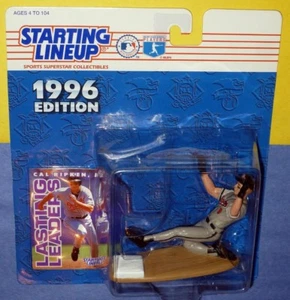 AGES 4 TO 104
STARTING
LINEUP
SPORTS SUPERSTAR COLLECTIBLES
1996
EDITION
CAL RIPKEN, JR
LASTING
LEADERS